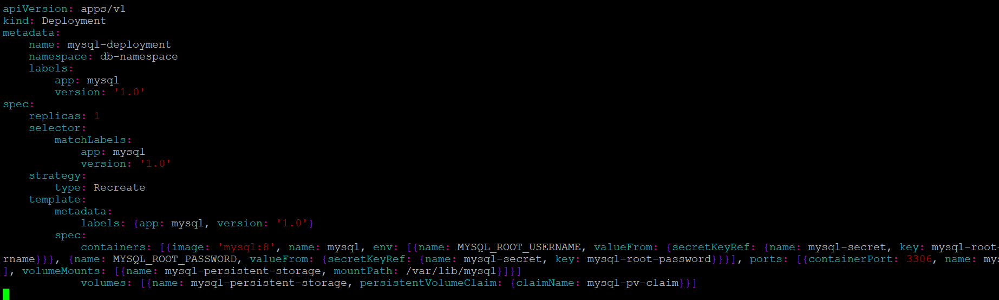 apiVersion: apps/v1
kind: Deployment
metadata:
    name: mysql-deployment
    namespace: db-namespace
    labels:
        app: mysql
        version: '1.0'
spec:
    replicas: 1
    selector:
        matchLabels:
            app: mysql
            version: '1.0'
    strategy:
        type: Recreate
    template:
        metadata:
            labels: {app: mysql, version: '1.0'}
        spec:
            containers: [{image: 'mysql:8', name: mysql, env: [{name: MYSQL_ROOT_USERNAME, valueFrom: {secretKeyRef: {name: mysql-secret, key: mysql-root-
rname}}}, {name: MYSQL_ROOT_PASSWORD, valueFrom: {secretKeyRef: {name: mysql-secret, key: mysql-root-password}}}], ports: [{containerPort: 3306, name:
], volumeMounts: [{name: mysql-persistent-storage, mountPath: /var/lib/mysql}]}]
            volumes: [{name: mysql-persistent-storage, persistentVolumeClaim: {claimName: mysql-pv-claim}}]